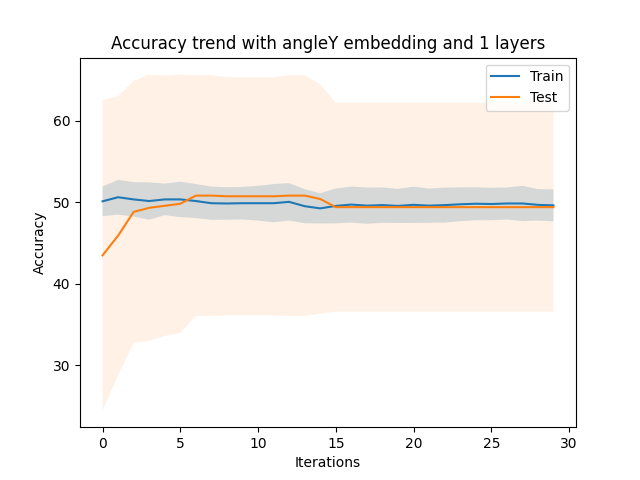 Accuracy trend with angleY embedding and 1 layers
Train
Test
60
50
40
30
Accuracy
0 5 10 15 20 25 30
Iterations